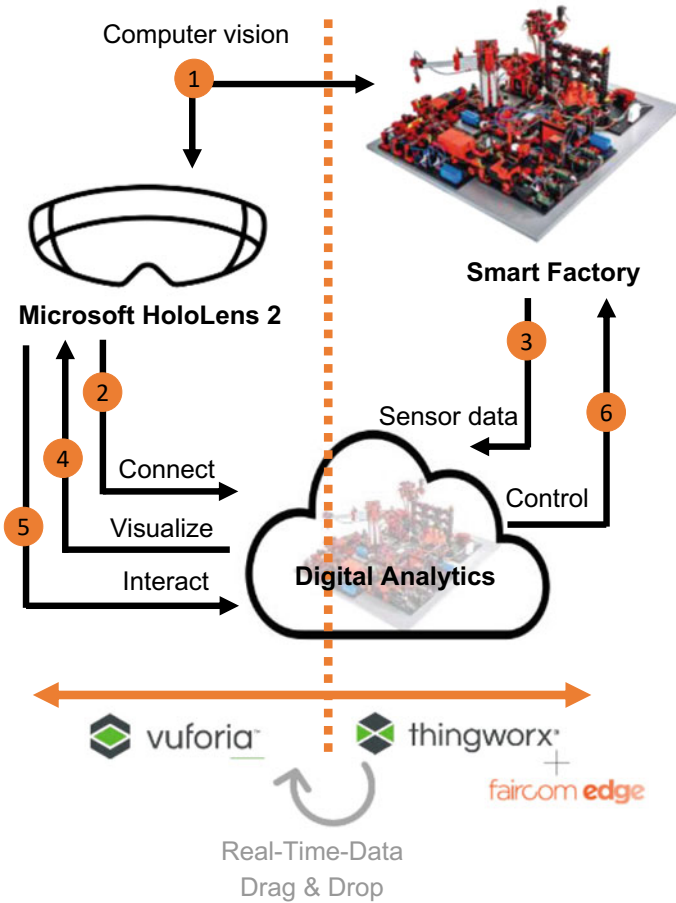 Computer vision
1
Smart Factory
Microsoft HoloLens 2
3
2
6
Sensor data
4
Connect
Control
5
Visualize
Digital Analytics
Interact
vuforia™
thingworx®
+
faircom edge
Real-Time-Data
Drag & Drop